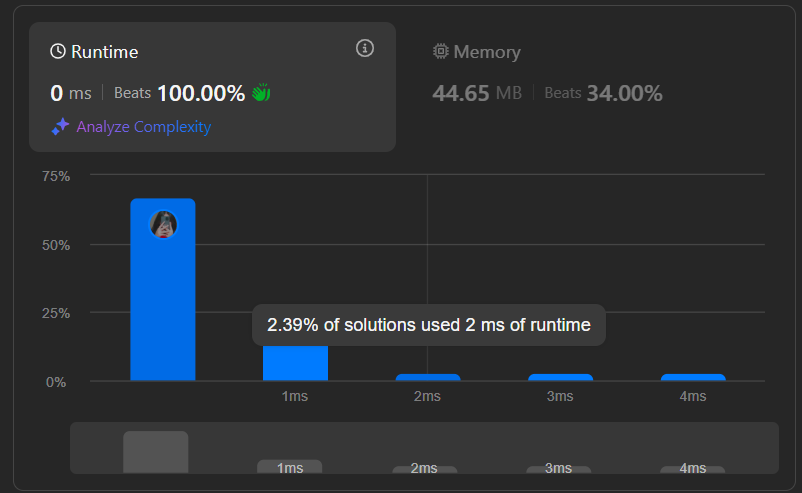 Runtime
0 ms | Beats 100.00%
Analyze Complexity
Memory
44.65 MB | Beats 34.00%
75%
50%
25%
0%
2.39% of solutions used 2 ms of runtime
1ms 2ms 3ms 4ms
1ms 2ms 3ms 4ms